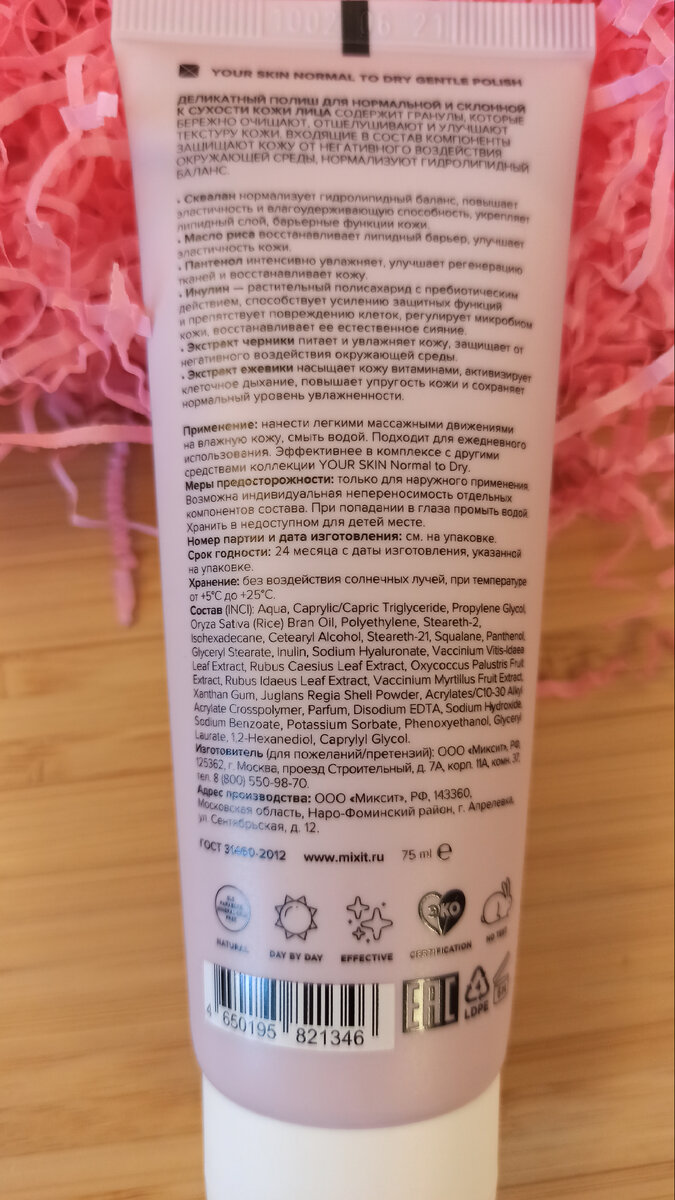 1002 06 21
YOUR SKIN NORMAL TO DRY GENTLE POLISH
ДЕЛИКАТНЫЙ ПОЛИШ ДЛЯ НОРМАЛЬНОЙ И СКЛОННОЙ
К СУХОСТИ КОЖИ ЛИЦА СОДЕРЖИТ ГРАНУЛЫ, КОТОРЫЕ
БЕРЕЖНО ОЧИЩАЮТ, ОТШЕЛУШИВАЮТ И УЛУЧШАЮТ
ТЕКСТУРУ КОЖИ. ВХОДЯЩИЕ В СОСТАВ КОМПОНЕНТЫ
ЗАЩИЩАЮТ КОЖУ ОТ НЕГАТИВНОГО ВОЗДЕЙСТВИЯ
ОКРУЖАЮЩЕЙ СРЕДЫ, НОРМАЛИЗУЮТ ГИДРОЛИПИДНЫЙ
БАЛАНС.
• Сквалан нормализует гидролипидный баланс, повышает
эластичность и влагоудерживающую способность, укрепляет
липидный слой, барьерные функции кожи.
• Масло риса восстанавливает липидный барьер, улучшает
эластичность кожи.
• Пантенол интенсивно увлажняет, улучшает регенерацию
тканей и восстанавливает кожу.
• Инулин — растительный полисахарид с пребиотическим
действием, способствует усилению защитных функций
и препятствует повреждению клеток, регулирует микробиом
кожи, восстанавливает ее естественное сияние.
• Экстракт черники питает и увлажняет кожу, защищает от
негативного воздействия окружающей среды.
• Экстракт ежевики насыщает кожу витаминами, активизирует
клеточное дыхание, повышает упругость кожи и сохраняет
нормальный уровень увлажненности.
Применение: нанести легкими массажными движениями
на влажную кожу, смыть водой. Подходит для ежедневного
использования. Эффективнее в комплексе с другими
средствами коллекции YOUR SKIN Normal to Dry.
Меры предосторожности: только для наружного применения.
Возможна индивидуальная непереносимость отдельных
компонентов состава. При попадании в глаза промыть водой.
Хранить в недоступном для детей месте.
Номер партии и дата изготовления: см. на упаковке.
Срок годности: 24 месяца с даты изготовления, указанной
на упаковке.
Хранение: без воздействия солнечных лучей, при температуре
от +5°C до +25°C.
Состав (INCI): Aqua, Caprylic/Capric Triglyceride, Propylene Glycol,
Oryza Sativa (Rice) Bran Oil, Polyethylene, Steareth-2,
Isohexadecane, Cetearyl Alcohol, Steareth-21, Squalane, Panthenol,
Glyceryl Stearate, Inulin, Sodium Hyaluronate, Vaccinium Vitis-Idaea
Leaf Extract, Rubus Caesius Leaf Extract, Oxycoccus Palustris Fruit
Extract, Rubus Idaeus Leaf Extract, Vaccinium Myrtillus Fruit Extract,
Xanthan Gum, Juglans Regia Shell Powder, Acrylates/C10-30 Alkyl
Acrylate Crosspolymer, Parfum, Disodium EDTA, Sodium Hydroxide,
Sodium Benzoate, Potassium Sorbate, Phenoxyethanol, Glyceryl
Laurate, 1,2-Hexanediol, Caprylyl Glycol.
Изготовитель (для пожеланий/претензий): ООО «Миксит», РФ,
125362, г. Москва, проезд Строительный, д. 7А, корп. 11А, комн. 37,
тел. 8 (800) 550-98-70.
Адрес производства: ООО «Миксит», РФ, 143360,
Московская область, Наро-Фоминский район, г. Апрелевка,
ул. Сентябрьская, д. 12.
ГОСТ 31460-2012 www.mixit.ru 75 ml e
ЭКО
NATURAL DAY BY DAY EFFECTIVE CERTIFICATION NO TEST
EAC 4 LDPE
4 650195 821346